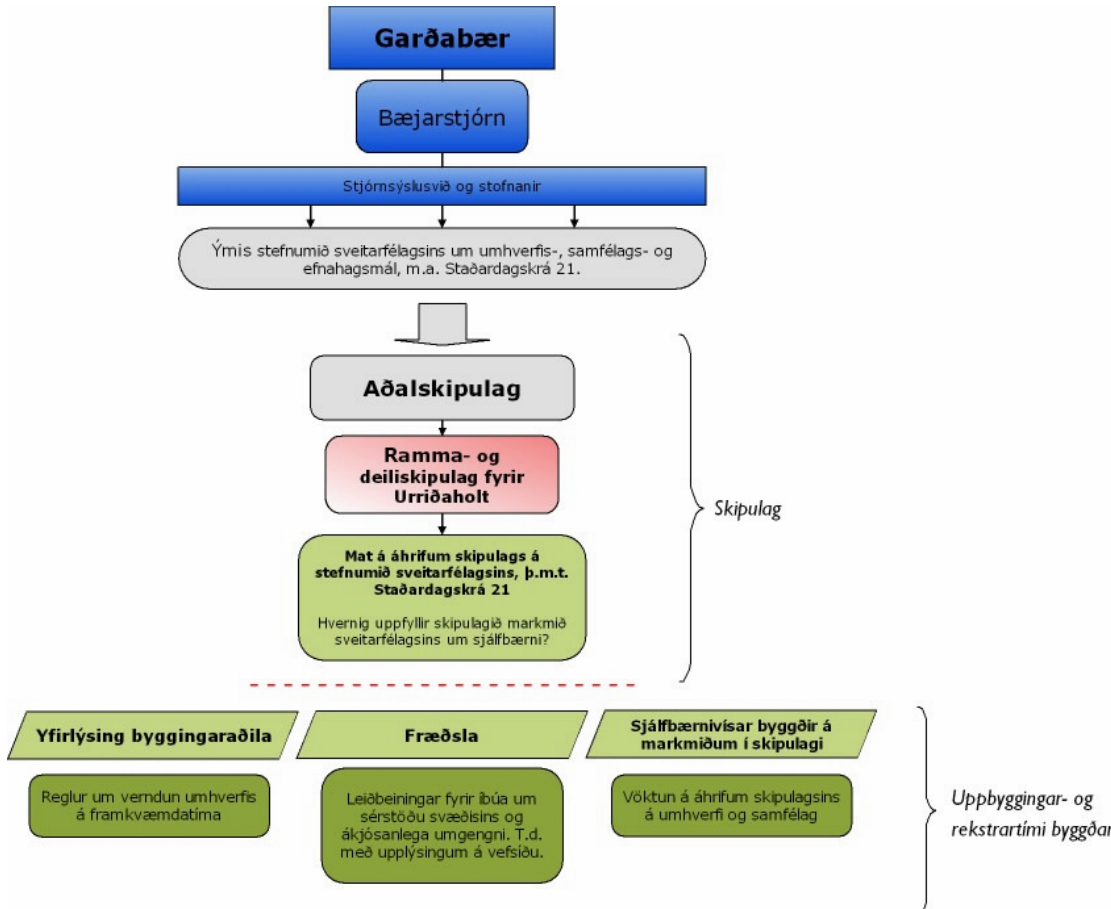 Garðabær
Bæjarstjórn
Stjórnsýslusvið og stofnanir
Ýmis stefnumið sveitarfélagsins um umhverfis-, samfélags- og
efnahagsmál, m.a. Staðardagskrá 21.
Aðalskipulag
Ramma- og
deiliskipulag fyrir
Urriðaholt
Mat á áhrifum skipulags á
stefnumið sveitarfélagsins, þ.m.t.
Staðardagskrá 21
Hvernig uppfyllir skipulagið markmið
sveitarfélagsins um sjálfbærni?
Skipulag
Yfirlýsing byggingaraðila
Reglur um verndun umhverfis
á framkvæmdatíma
Fræðsla
Leiðbeiningar fyrir íbúa um
sérstöðu svæðisins og
ákjósanlega umgengni. T.d.
með upplýsingum á vefsíðu.
Sjálfbærnivísar byggðir á
markmiðum í skipulagi
Vöktun á áhrifum skipulagsins
á umhverfi og samfélag
Uppbyggingar- og
rekstrartími byggðar